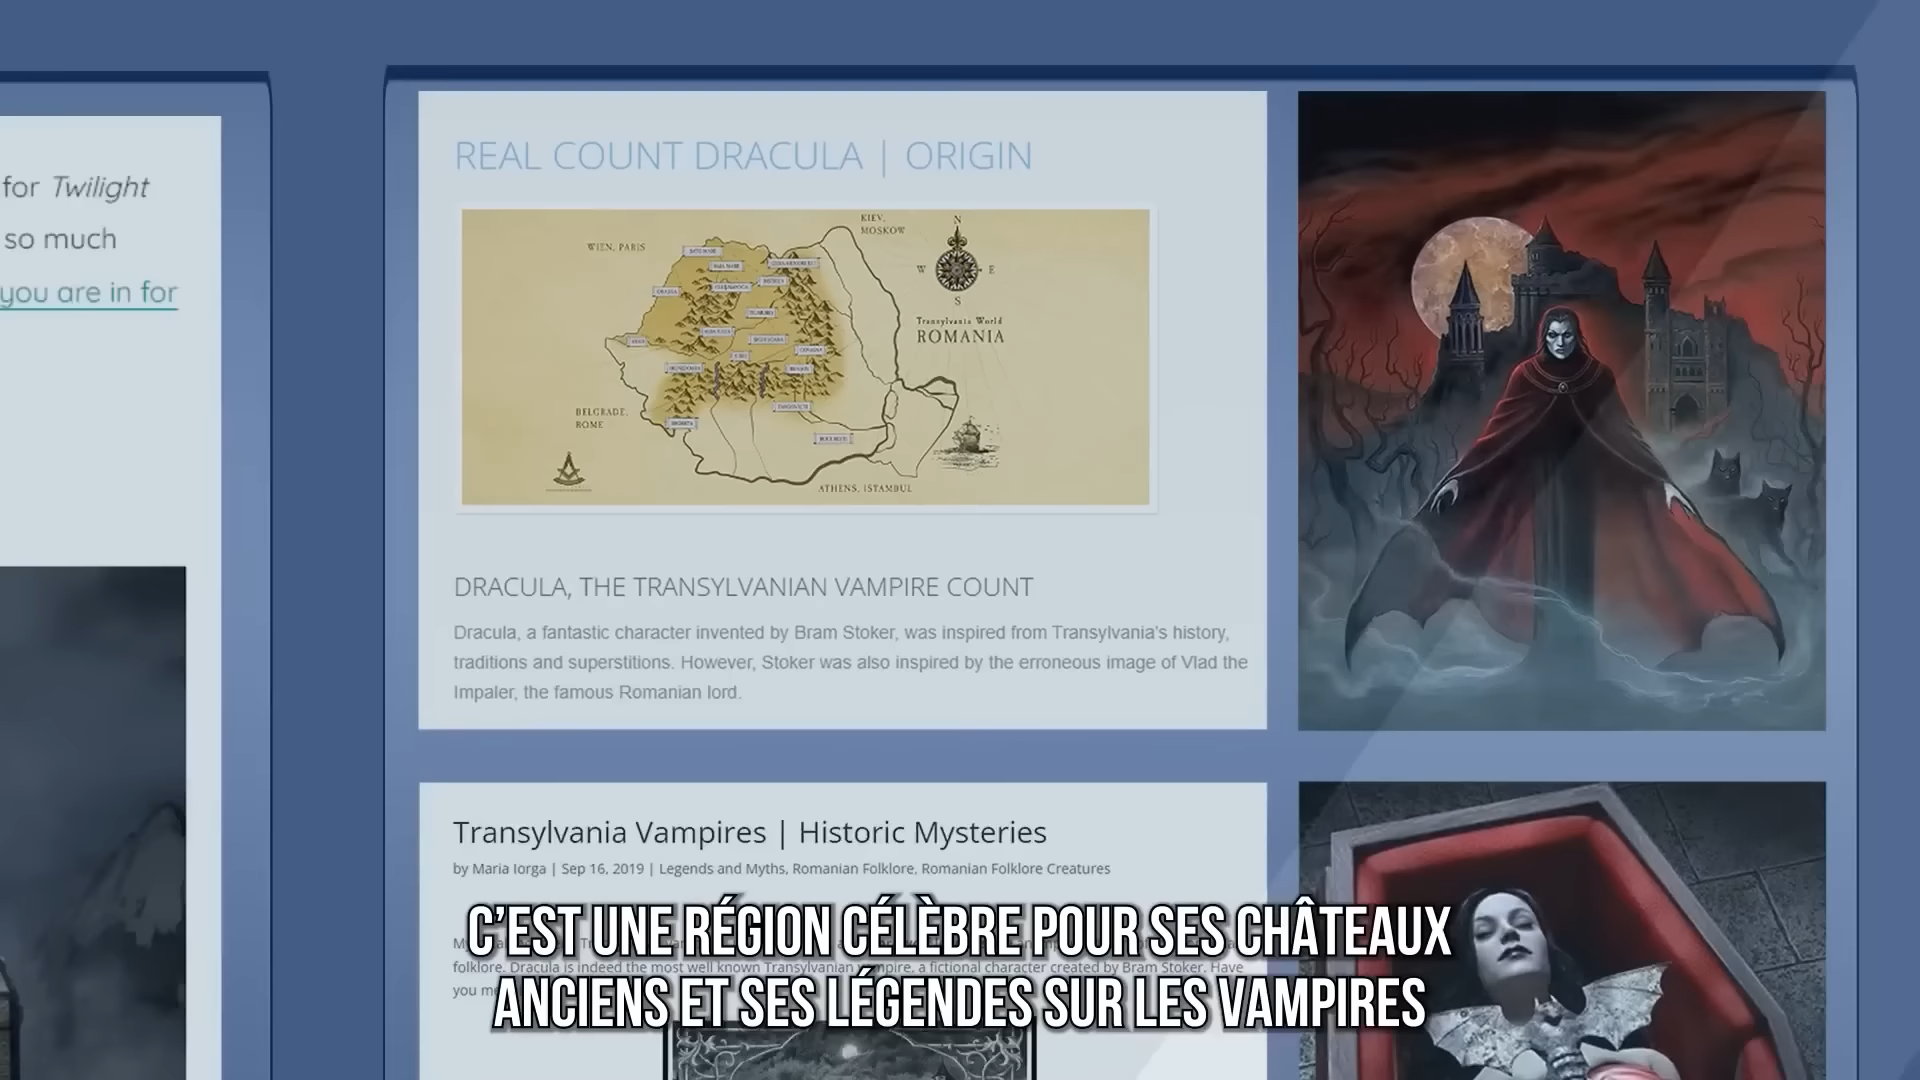 for Twilight
so much
you are in for
REAL COUNT DRACULA | ORIGIN
WIEN, PARIS
KIEV,
MOSKOW
N
W
E
S
Transylvania World
ROMANIA
BELGRADE,
ROME
ATHENS, ISTAMBUL
DRACULA, THE TRANSYLVANIAN VAMPIRE COUNT
Dracula, a fantastic character invented by Bram Stoker, was inspired from Transylvania's history,
traditions and superstitions. However, Stoker was also inspired by the erroneous image of Vlad the
Impaler, the famous Romanian lord.
Transylvania Vampires | Historic Mysteries
by Maria Iorga | Sep 16, 2019 | Legends and Myths, Romanian Folklore, Romanian Folklore Creatures
folklore. Dracula is indeed the most well known Transylvanian vampire, a fictional character created by Bram Stoker. Have
you
C'EST UNE RÉGION CÉLÈBRE POUR SES CHÂTEAUX
ANCIENS ET SES LÉGENDES SUR LES VAMPIRES